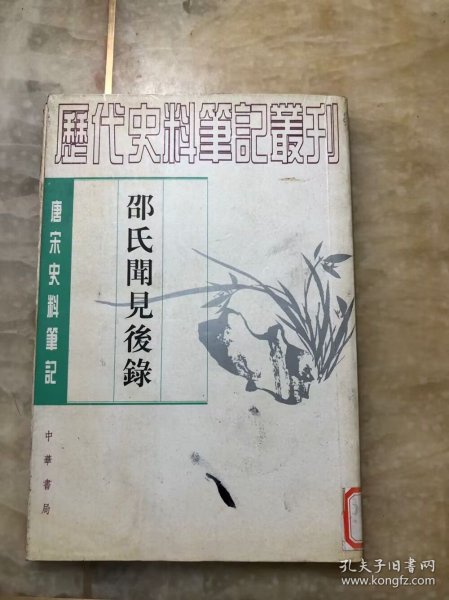 歷代史料筆記叢刊
唐宋史料筆記
邵氏聞見後錄
中華書局
孔夫子旧书网
www.kongfz.com